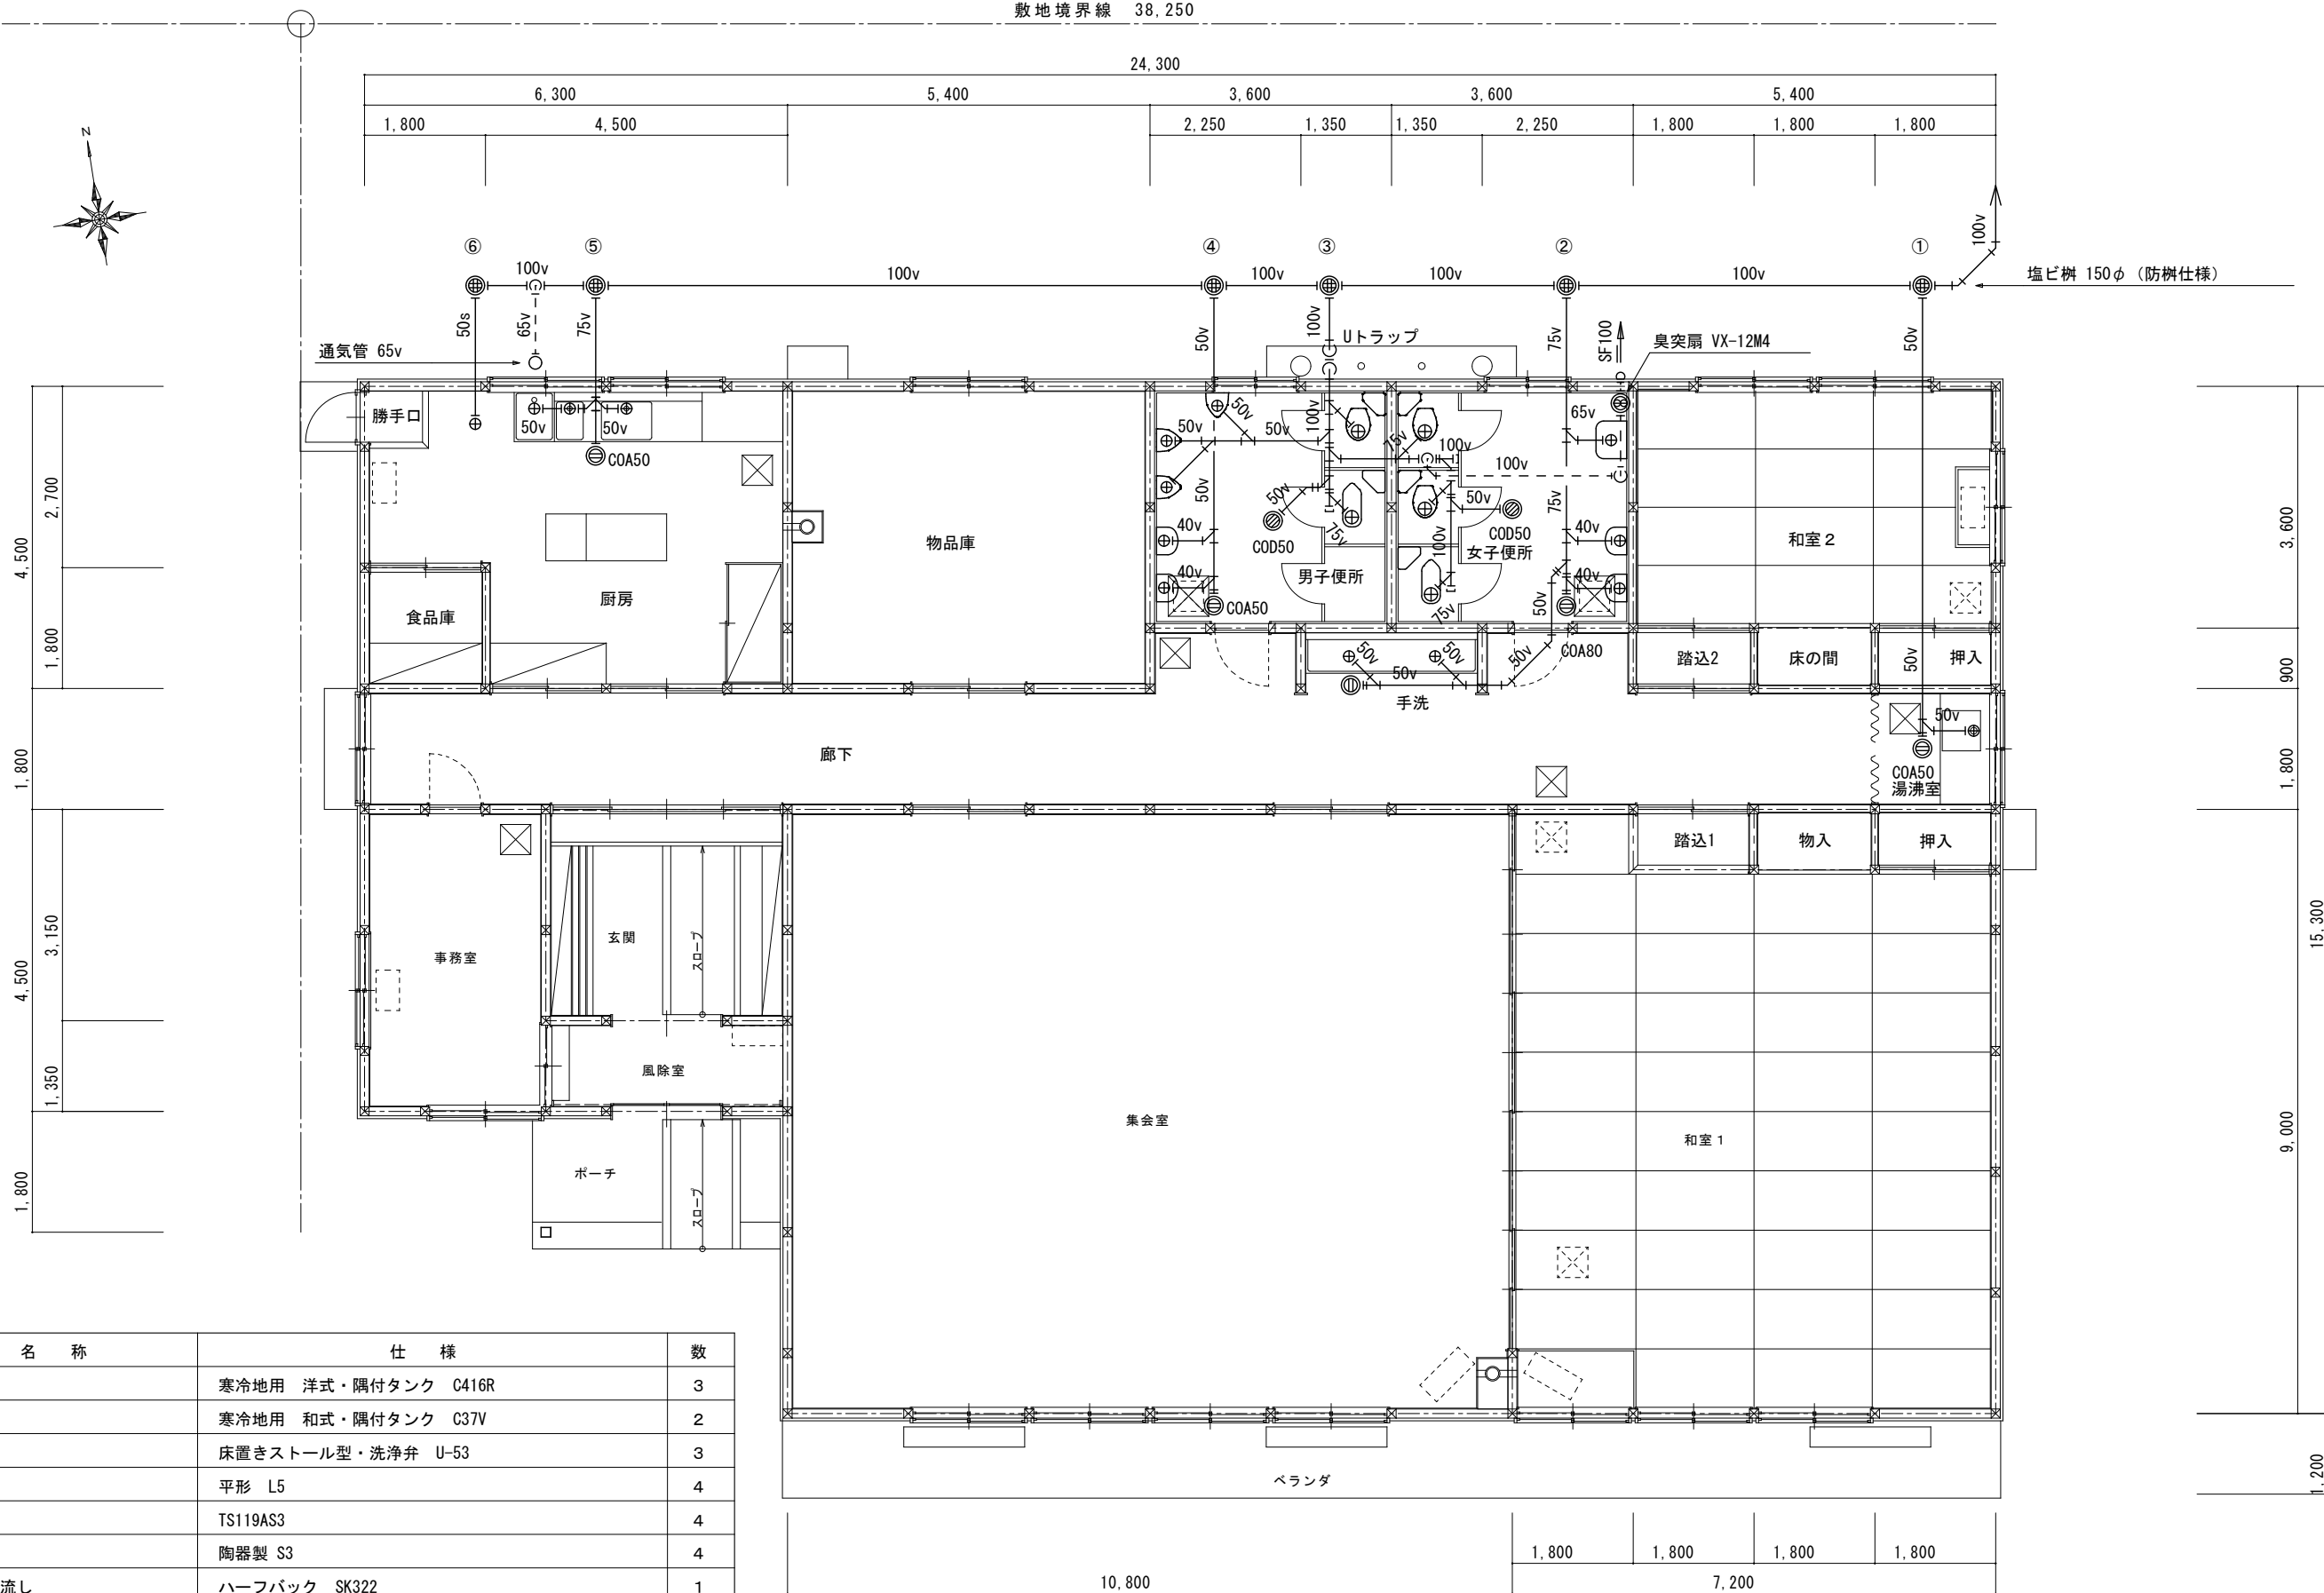 敷地境界線 38,250
24,300
6,300 5,400 3,600 3,600 5,400
1,800 4,500 2,250 1,350 1,350 2,250 1,800 1,800 1,800
N
⑥ ⑤ ④ ③ ② ①
100v 100v 100v 100v 100v 100v
塩ビ桝 150φ（防桝仕様）
50s 65v 75v 50v 100v 75v SF100 50v
Uトラップ
臭突扇 VX-12M4
通気管 65v
勝手口
50v 50v
COA50
50v 50v 50v 100v 75v 100v 65v
100v
50v 50v 50v 75v
40v 75v 100v 40v
COD50 COD50
物品庫
男子便所
女子便所
和室2
40v 40v
COA50
75v 50v
厨房
食品庫
50v 50v 50v
COA80
50v
手洗
踏込2
床の間
50v
押入
50v
COA50
湯沸室
廊下
踏込1
物入
押入
事務室
玄関
スロープ
風除室
集会室
和室1
ポーチ
スロープ
ベランダ
2,700
4,500
1,800
1,800
3,150
4,500
1,350
1,800
3,600
900
1,800
15,300
9,000
1,200
名 称 仕 様 数
寒冷地用 洋式・隅付タンク C416R 3
寒冷地用 和式・隅付タンク C37V 2
床置きストール型・洗浄弁 U-53 3
平形 L5 4
TS119AS3 4
陶器製 S3 4
流し ハーフバック SK322 1
1,800 1,800 1,800 1,800
10,800 7,200